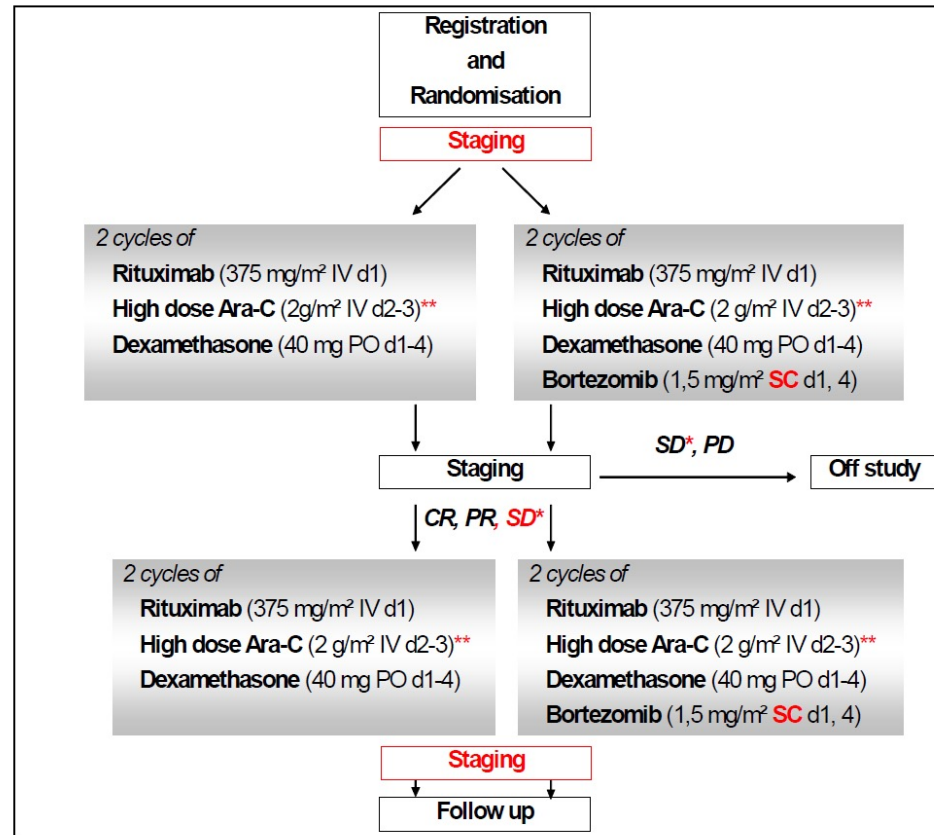 Registration
and
Randomisation
Staging
2 cycles of
Rituximab (375 mg/m² IV d1)
High dose Ara-C (2g/m² IV d2-3)**
Dexamethasone (40 mg PO d1-4)
2 cycles of
Rituximab (375 mg/m² IV d1)
High dose Ara-C (2 g/m² IV d2-3)**
Dexamethasone (40 mg PO d1-4)
Bortezomib (1,5 mg/m² SC d1, 4)
Staging
SD*, PD
Off study
CR, PR, SD*
2 cycles of
Rituximab (375 mg/m² IV d1)
High dose Ara-C (2 g/m² IV d2-3)**
Dexamethasone (40 mg PO d1-4)
2 cycles of
Rituximab (375 mg/m² IV d1)
High dose Ara-C (2 g/m² IV d2-3)**
Dexamethasone (40 mg PO d1-4)
Bortezomib (1,5 mg/m² SC d1, 4)
Staging
Follow up